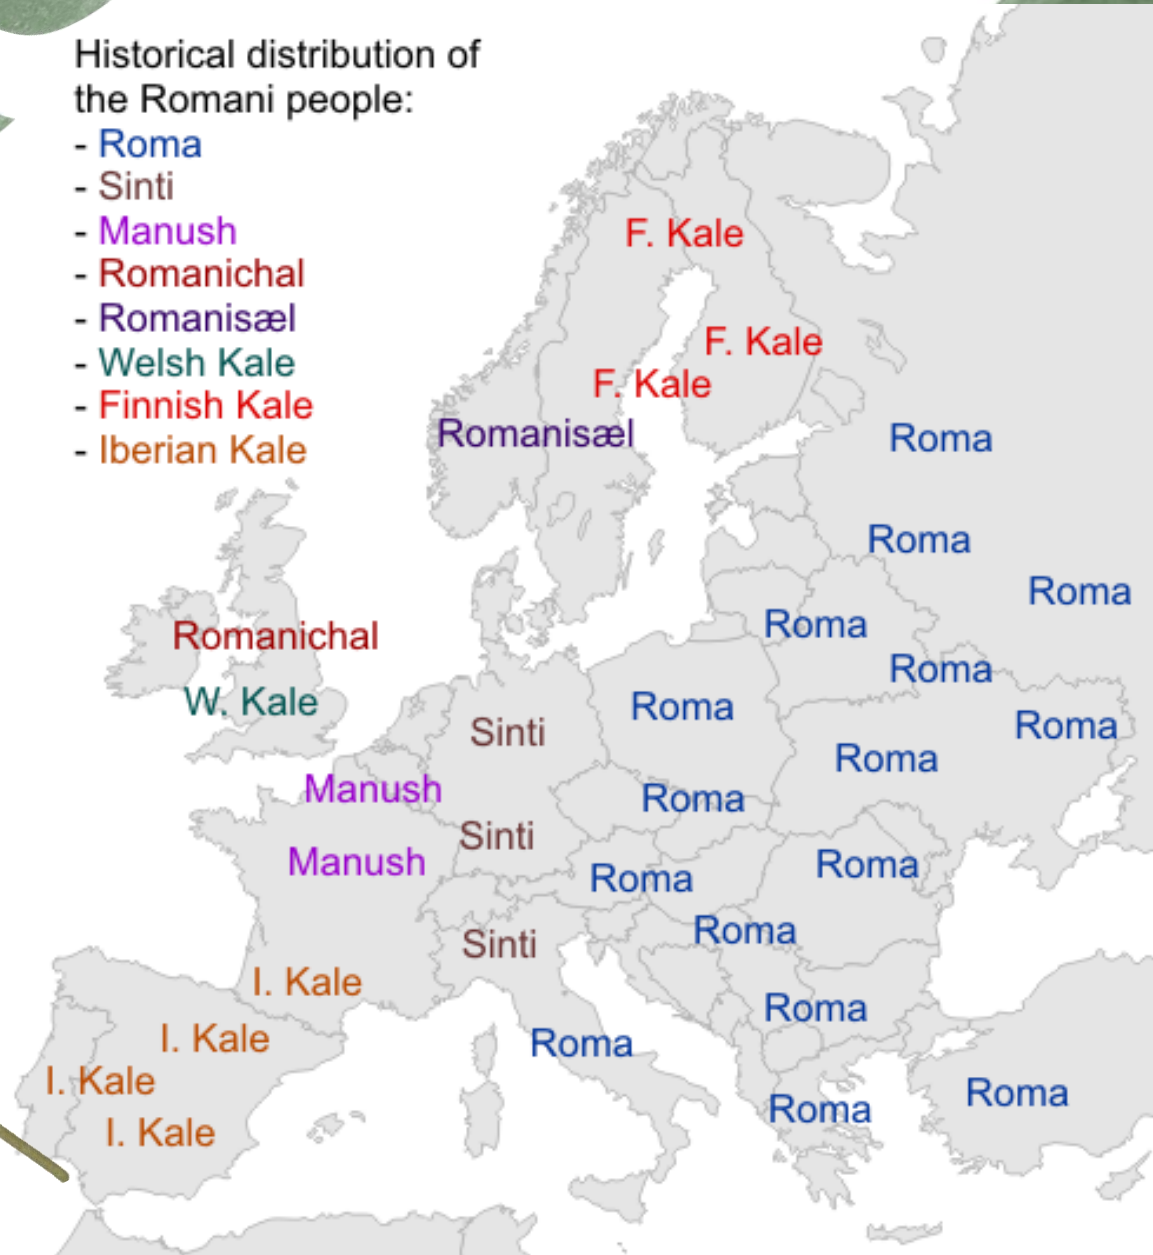 Historical distribution of
the Romani people:
- Roma
- Sinti
- Manush
- Romanichal
- Romanisæl
- Welsh Kale
- Finnish Kale
- Iberian Kale
F. Kale
F. Kale
F. Kale
Romanisæl
Roma
Roma
Roma
Roma
Romanichal
Roma
W. Kale
Roma
Roma
Sinti
Roma
Manush
Roma
Sinti
Manush
Roma
Roma
Roma
Sinti
I. Kale
Roma
I. Kale
Roma
I. Kale
Roma
Roma
I. Kale